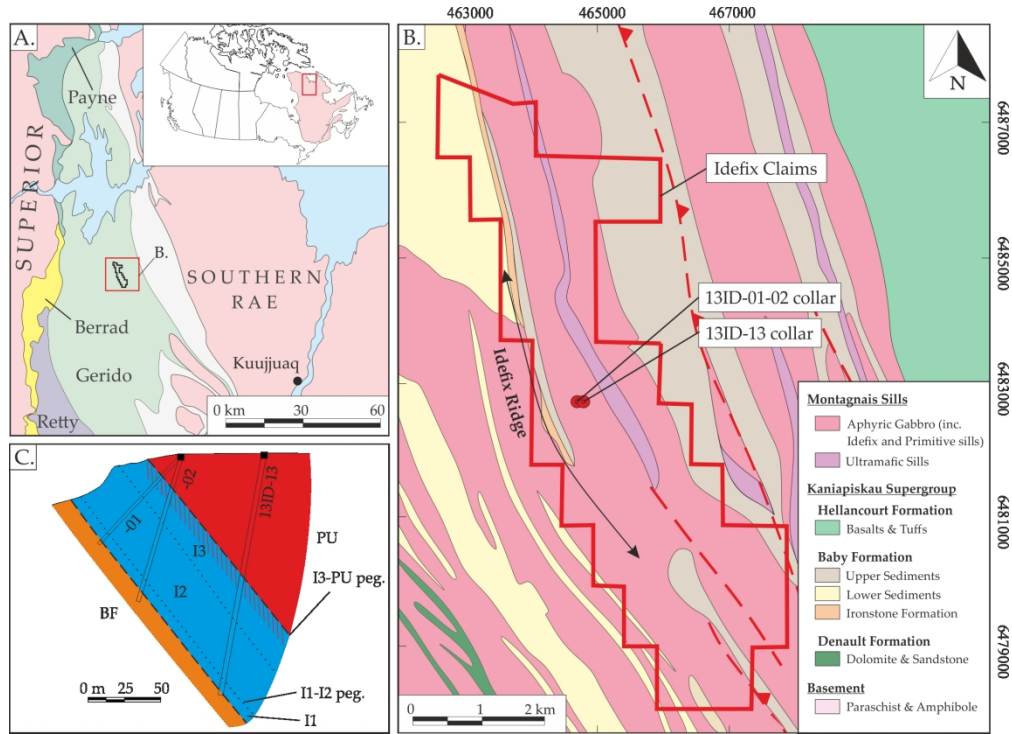 A.
Payne
SUPERIOR
B.
SOUTHERN
RAE
Berrad
Gerido
Kuujjuaq
Retty
0 km
30
60
B.
463000
465000
467000
N
6487000
6485000
6483000
6481000
6479000
Idefix Claims
13ID-01-02 collar
13ID-13 collar
Idefix Ridge
0
1
2 km
Montagnais Sills
Aphyric Gabbro (inc.
Idefix and Primitive sills)
Ultramafic Sills
Kaniapiskau Supergroup
Hellancourt Formation
Basalts & Tuffs
Baby Formation
Upper Sediments
Lower Sediments
Ironstone Formation
Denault Formation
Dolomite & Sandstone
Basement
Paraschist & Amphibole
C.
-01
-02
13ID-13
I3
I2
PU
I3-PU peg.
BF
I1-I2 peg.
I1
0 m
25
50